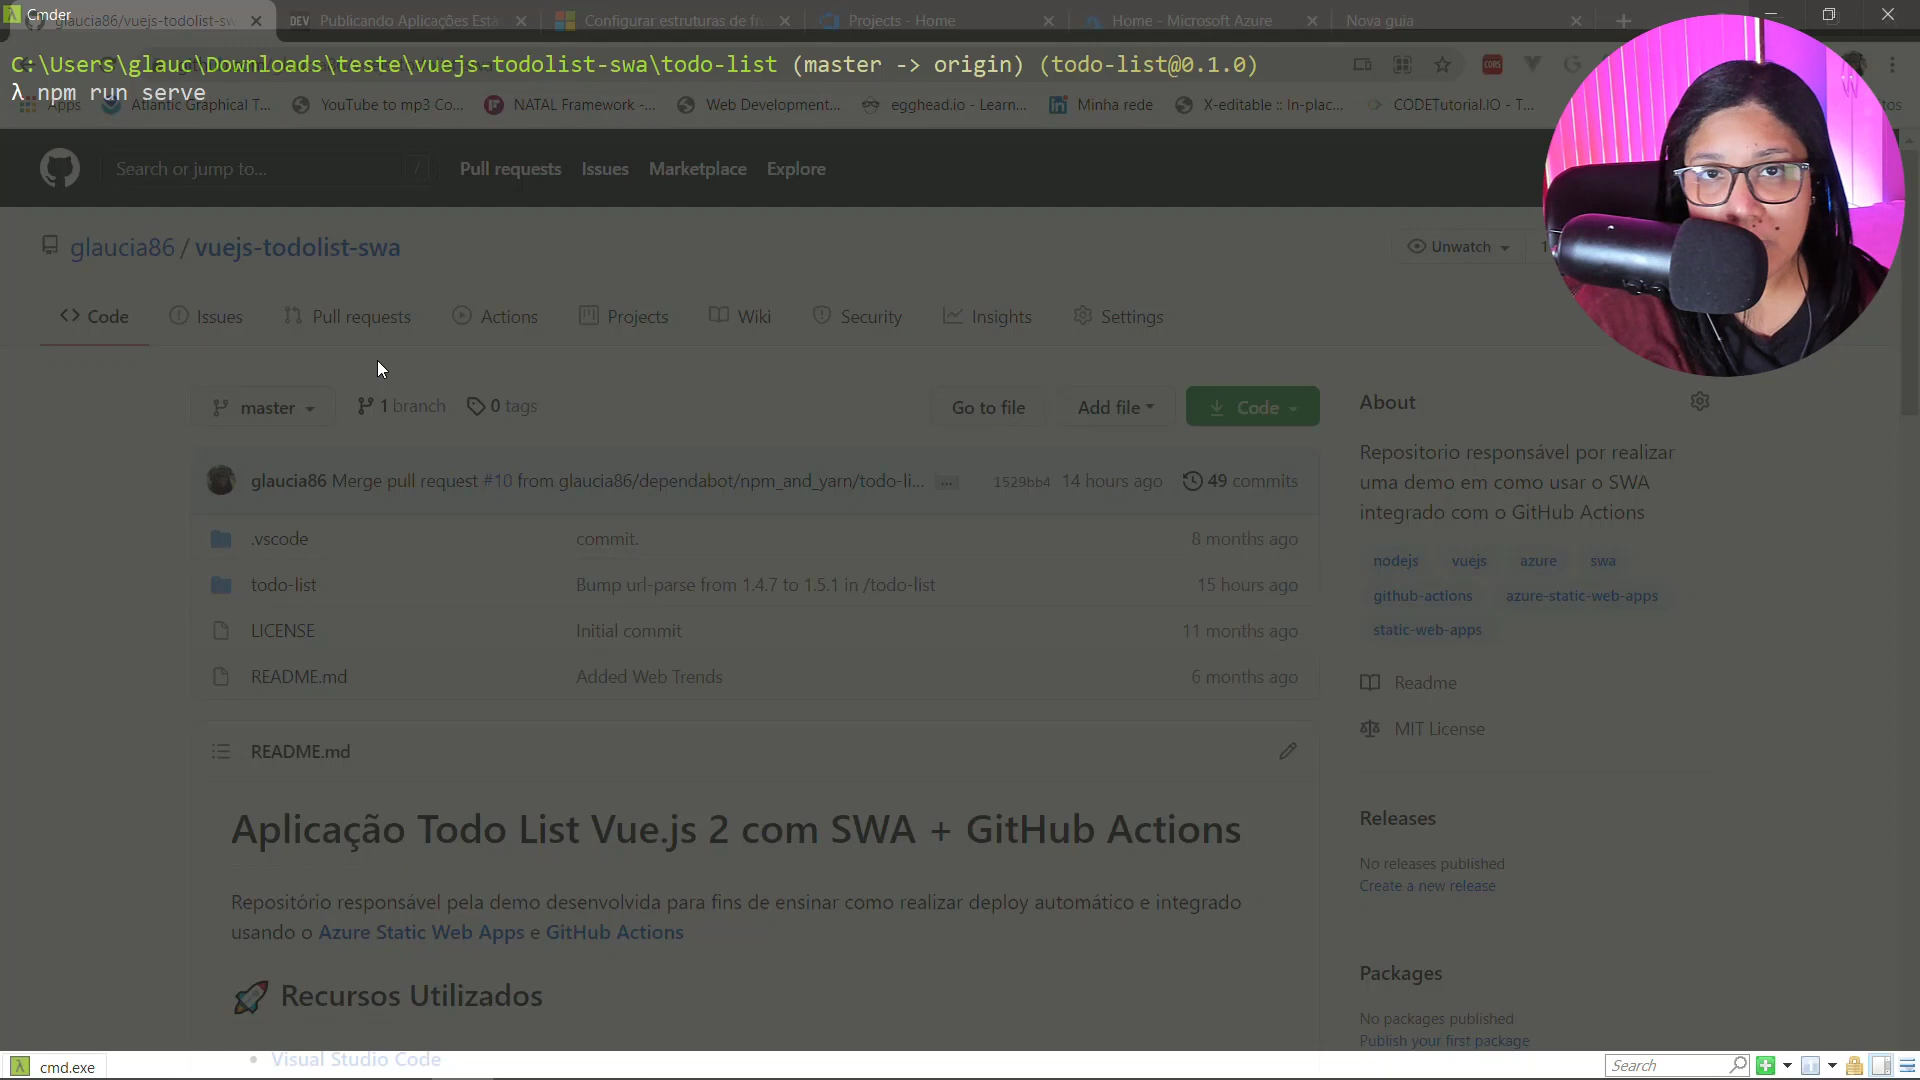 Cmder
glaucia86/vuejs-todolist-sw
Publicando Aplicações Está
Configurar estruturas de fr
Projects - Home
Home - Microsoft Azure
Nova guia
C:\Users\glauc\Downloads\teste\vuejs-todolist-swa\todo-list (master -> origin) (todo-list@0.1.0)
λ npm run serve
Apps
Atlantic Graphical T...
YouTube to mp3 Co...
NATAL Framework -...
Web Development...
egghead.io - Learn...
Minha rede
X-editable :: In-plac...
CODETutorial.IO - T...
Search or jump to... /
Pull requests
Issues
Marketplace
Explore
glaucia86 / vuejs-todolist-swa
Unwatch
1
Code
Issues
Pull requests
Actions
Projects
Wiki
Security
Insights
Settings
master
1 branch
0 tags
Go to file
Add file
Code
About
glaucia86 Merge pull request #10 from glaucia86/dependabot/npm_and_yarn/todo-li... ... 1529bb4 14 hours ago 49 commits
Repositorio responsável por realizar
uma demo em como usar o SWA
integrado com o GitHub Actions
.vscode commit. 8 months ago
todo-list Bump url-parse from 1.4.7 to 1.5.1 in /todo-list 15 hours ago
LICENSE Initial commit 11 months ago
README.md Added Web Trends 6 months ago
nodejs vuejs azure swa
github-actions azure-static-web-apps
static-web-apps
Readme
MIT License
README.md
Aplicação Todo List Vue.js 2 com SWA + GitHub Actions
Repositório responsável pela demo desenvolvida para fins de ensinar como realizar deploy automático e integrado
usando o Azure Static Web Apps e GitHub Actions
Recursos Utilizados
Visual Studio Code
Releases
No releases published
Create a new release
Packages
No packages published
Publish your first package
cmd.exe
Search